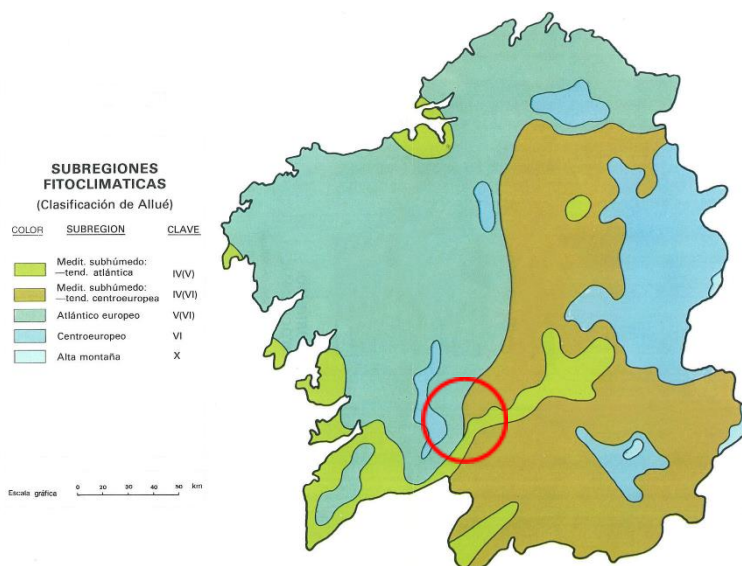 SUBREGIONES
FITOCLIMATICAS
(Clasificación de Allué)
COLOR SUBREGION CLAVE
Medit. subhúmedo:
—tend. atlántica IV(V)
Medit. subhúmedo:
—tend. centroeuropea IV(VI)
Atlántico europeo V(VI)
Centroeuropeo VI
Alta montaña X
Escala gráfica 0 10 20 30 40 50 km